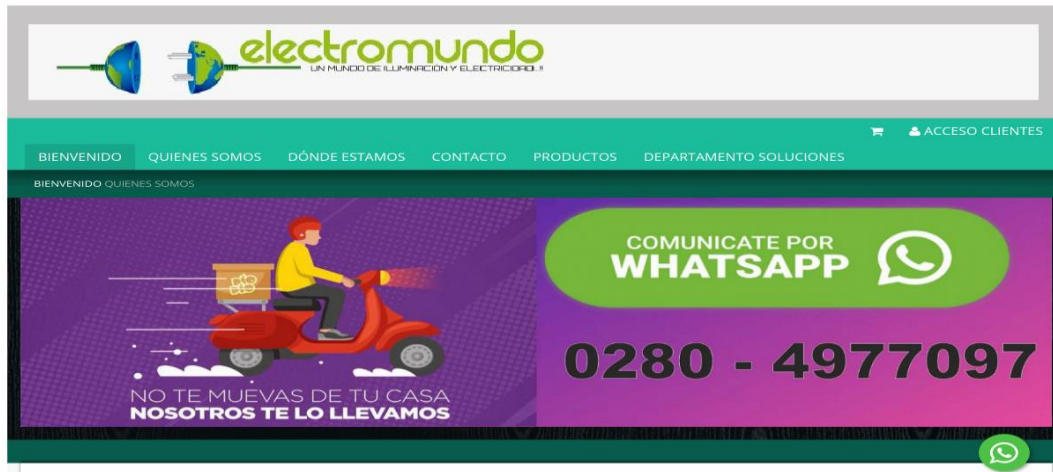 electromundo
UN MUNDO DE ILUMINACIÓN Y ELECTRICIDAD..!!
ACCESO CLIENTES
BIENVENIDO QUIENES SOMOS DÓNDE ESTAMOS CONTACTO PRODUCTOS DEPARTAMENTO SOLUCIONES
BIENVENIDO QUIENES SOMOS
COMUNICATE POR
WHATSAPP
0280 - 4977097
NO TE MUEVAS DE TU CASA
NOSOTROS TE LO LLEVAMOS